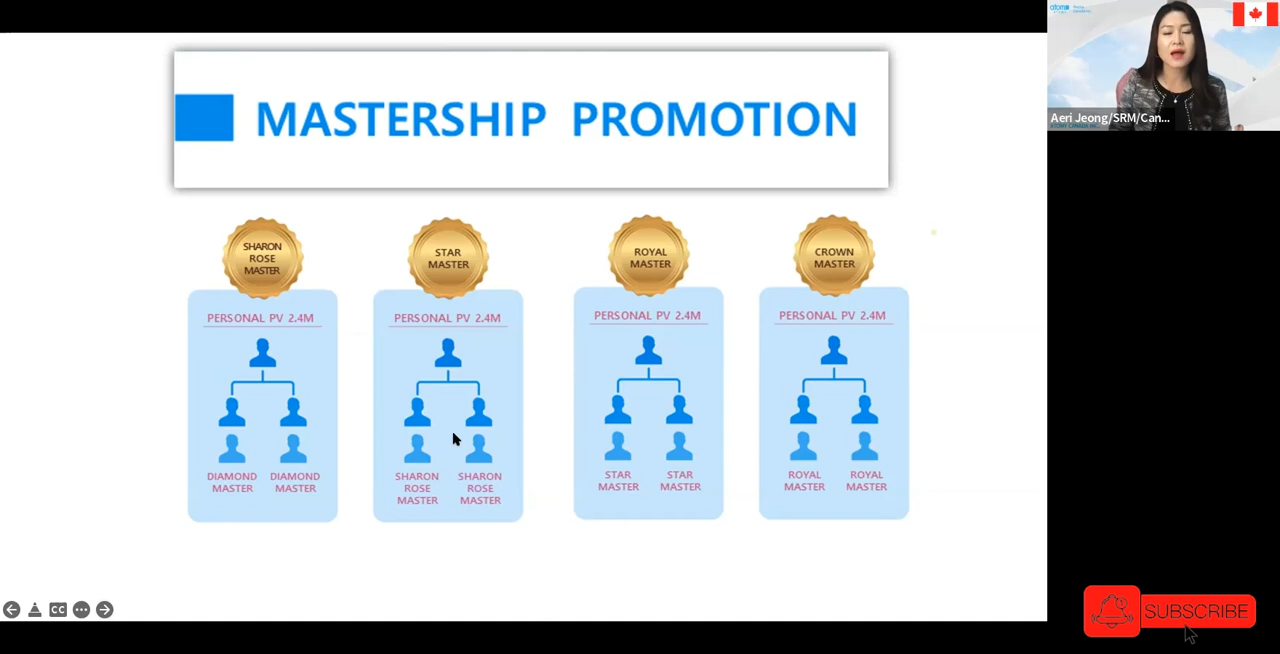 MASTERSHIP PROMOTION
SHARON
ROSE
MASTER
PERSONAL PV 2.4M
DIAMOND
MASTER
DIAMOND
MASTER
STAR
MASTER
PERSONAL PV 2.4M
SHARON
ROSE
MASTER
SHARON
ROSE
MASTER
ROYAL
MASTER
PERSONAL PV 2.4M
STAR
MASTER
STAR
MASTER
CROWN
MASTER
PERSONAL PV 2.4M
ROYAL
MASTER
ROYAL
MASTER
CC
Aeri Jeong/SRM/Can...
SUBSCRIBE